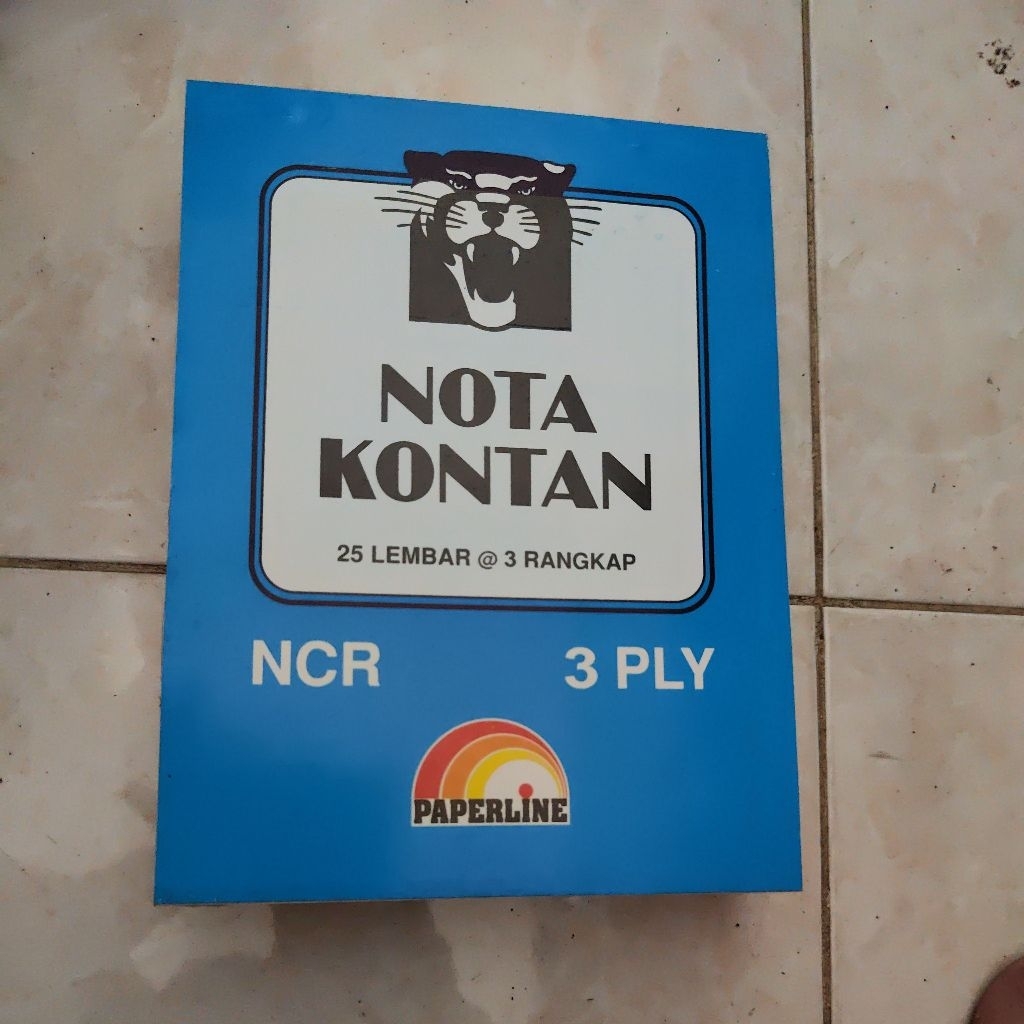 NOTA
KONTAN
25 LEMBAR @ 3 RANGKAP
NCR 3 PLY
PAPERLINE